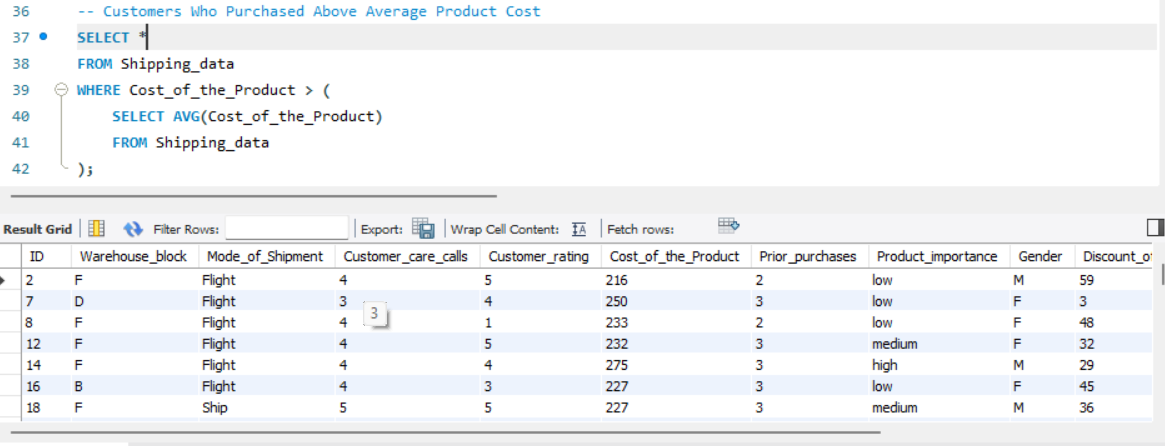 36 -- Customers Who Purchased Above Average Product Cost
37 SELECT *
38 FROM Shipping_data
39 WHERE Cost_of_the_Product > (
40 SELECT AVG(Cost_of_the_Product)
41 FROM Shipping_data
42 );
Result Grid Filter Rows: Export: Wrap Cell Content: IA Fetch rows:
ID Warehouse_block Mode_of_Shipment Customer_care_calls Customer_rating Cost_of_the_Product Prior_purchases Product_importance Gender Discount_o
2 F Flight 4 5 216 2 low M 59
7 D Flight 3 4 250 3 low F 3
3
8 F Flight 4 1 233 2 low F 48
12 F Flight 4 5 232 3 medium F 32
14 F Flight 4 4 275 3 high M 29
16 B Flight 4 3 227 3 low F 45
18 F Ship 5 5 227 3 medium M 36